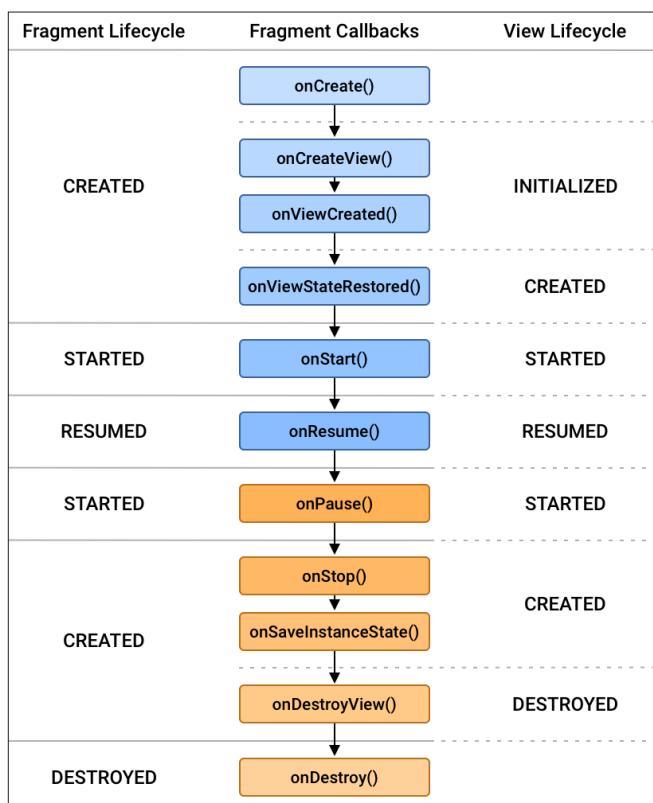 Fragment Lifecycle Fragment Callbacks View Lifecycle
onCreate()
onCreateView()
CREATED INITIALIZED
onViewCreated()
onViewStateRestored() CREATED
STARTED onStart() STARTED
RESUMED onResume() RESUMED
STARTED onPause() STARTED
onStop()
CREATED
onSaveInstanceState()
CREATED
onDestroyView() DESTROYED
DESTROYED onDestroy()